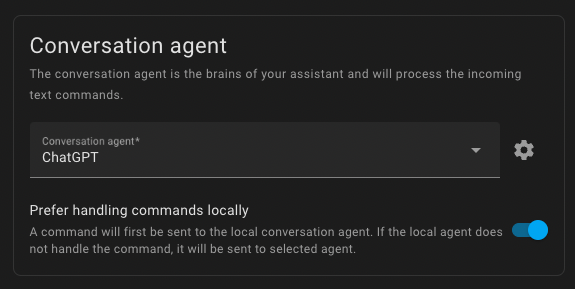 Conversation agent
The conversation agent is the brains of your assistant and will process the incoming
text commands.
Conversation agent*
ChatGPT
Prefer handling commands locally
A command will first be sent to the local conversation agent. If the local agent does
not handle the command, it will be sent to selected agent.